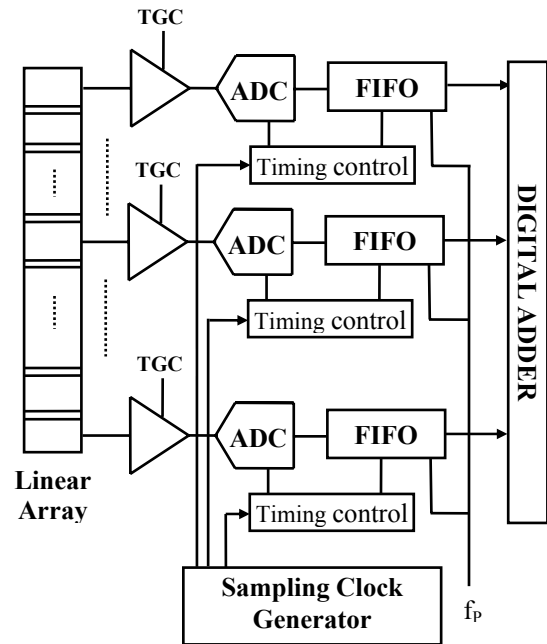 TGC
ADC
FIFO
Timing control
TGC
ADC
FIFO
Timing control
TGC
ADC
FIFO
Timing control
DIGITAL ADDER
Linear
Array
Sampling Clock
Generator
fP